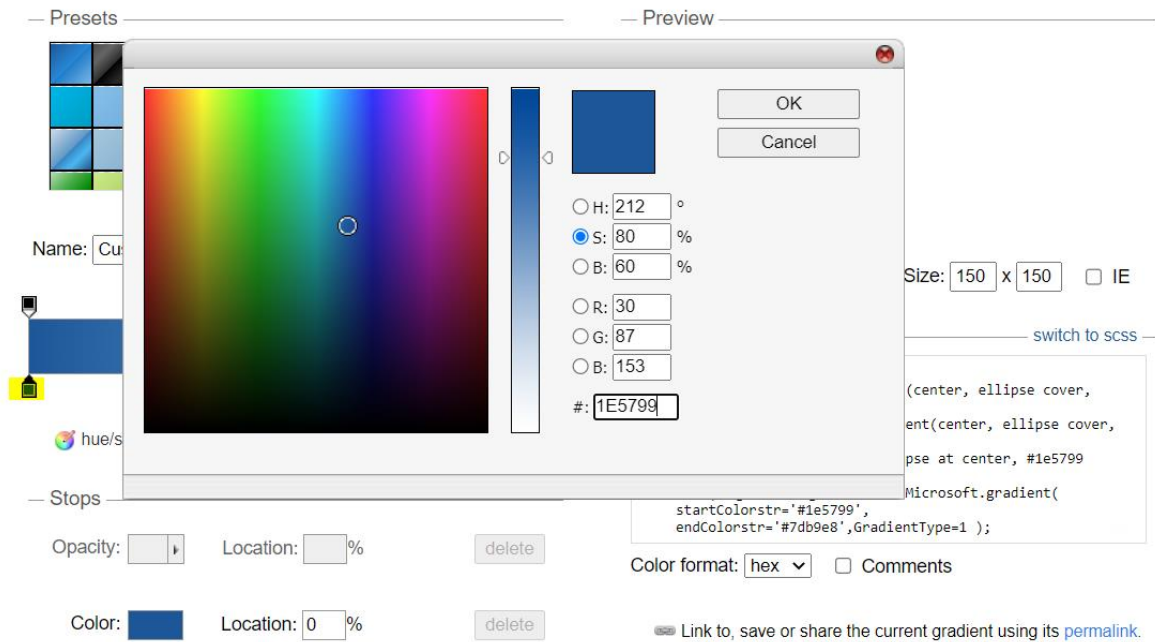 Presets
Preview
OK
Cancel
H: 212 °
S: 80 %
B: 60 %
R: 30
G: 87
B: 153
#: 1E5799
Name: Cu
Size: 150 x 150 IE
switch to scss
(center, ellipse cover,
ent(center, ellipse cover,
pse at center, #1e5799
Microsoft.gradient(
startColorstr='#1e5799',
endColorstr='#7db9e8',GradientType=1 );
hue/s
Stops
Opacity: Location: % delete
Color format: hex Comments
Color: Location: 0 % delete
Link to, save or share the current gradient using its permalink.